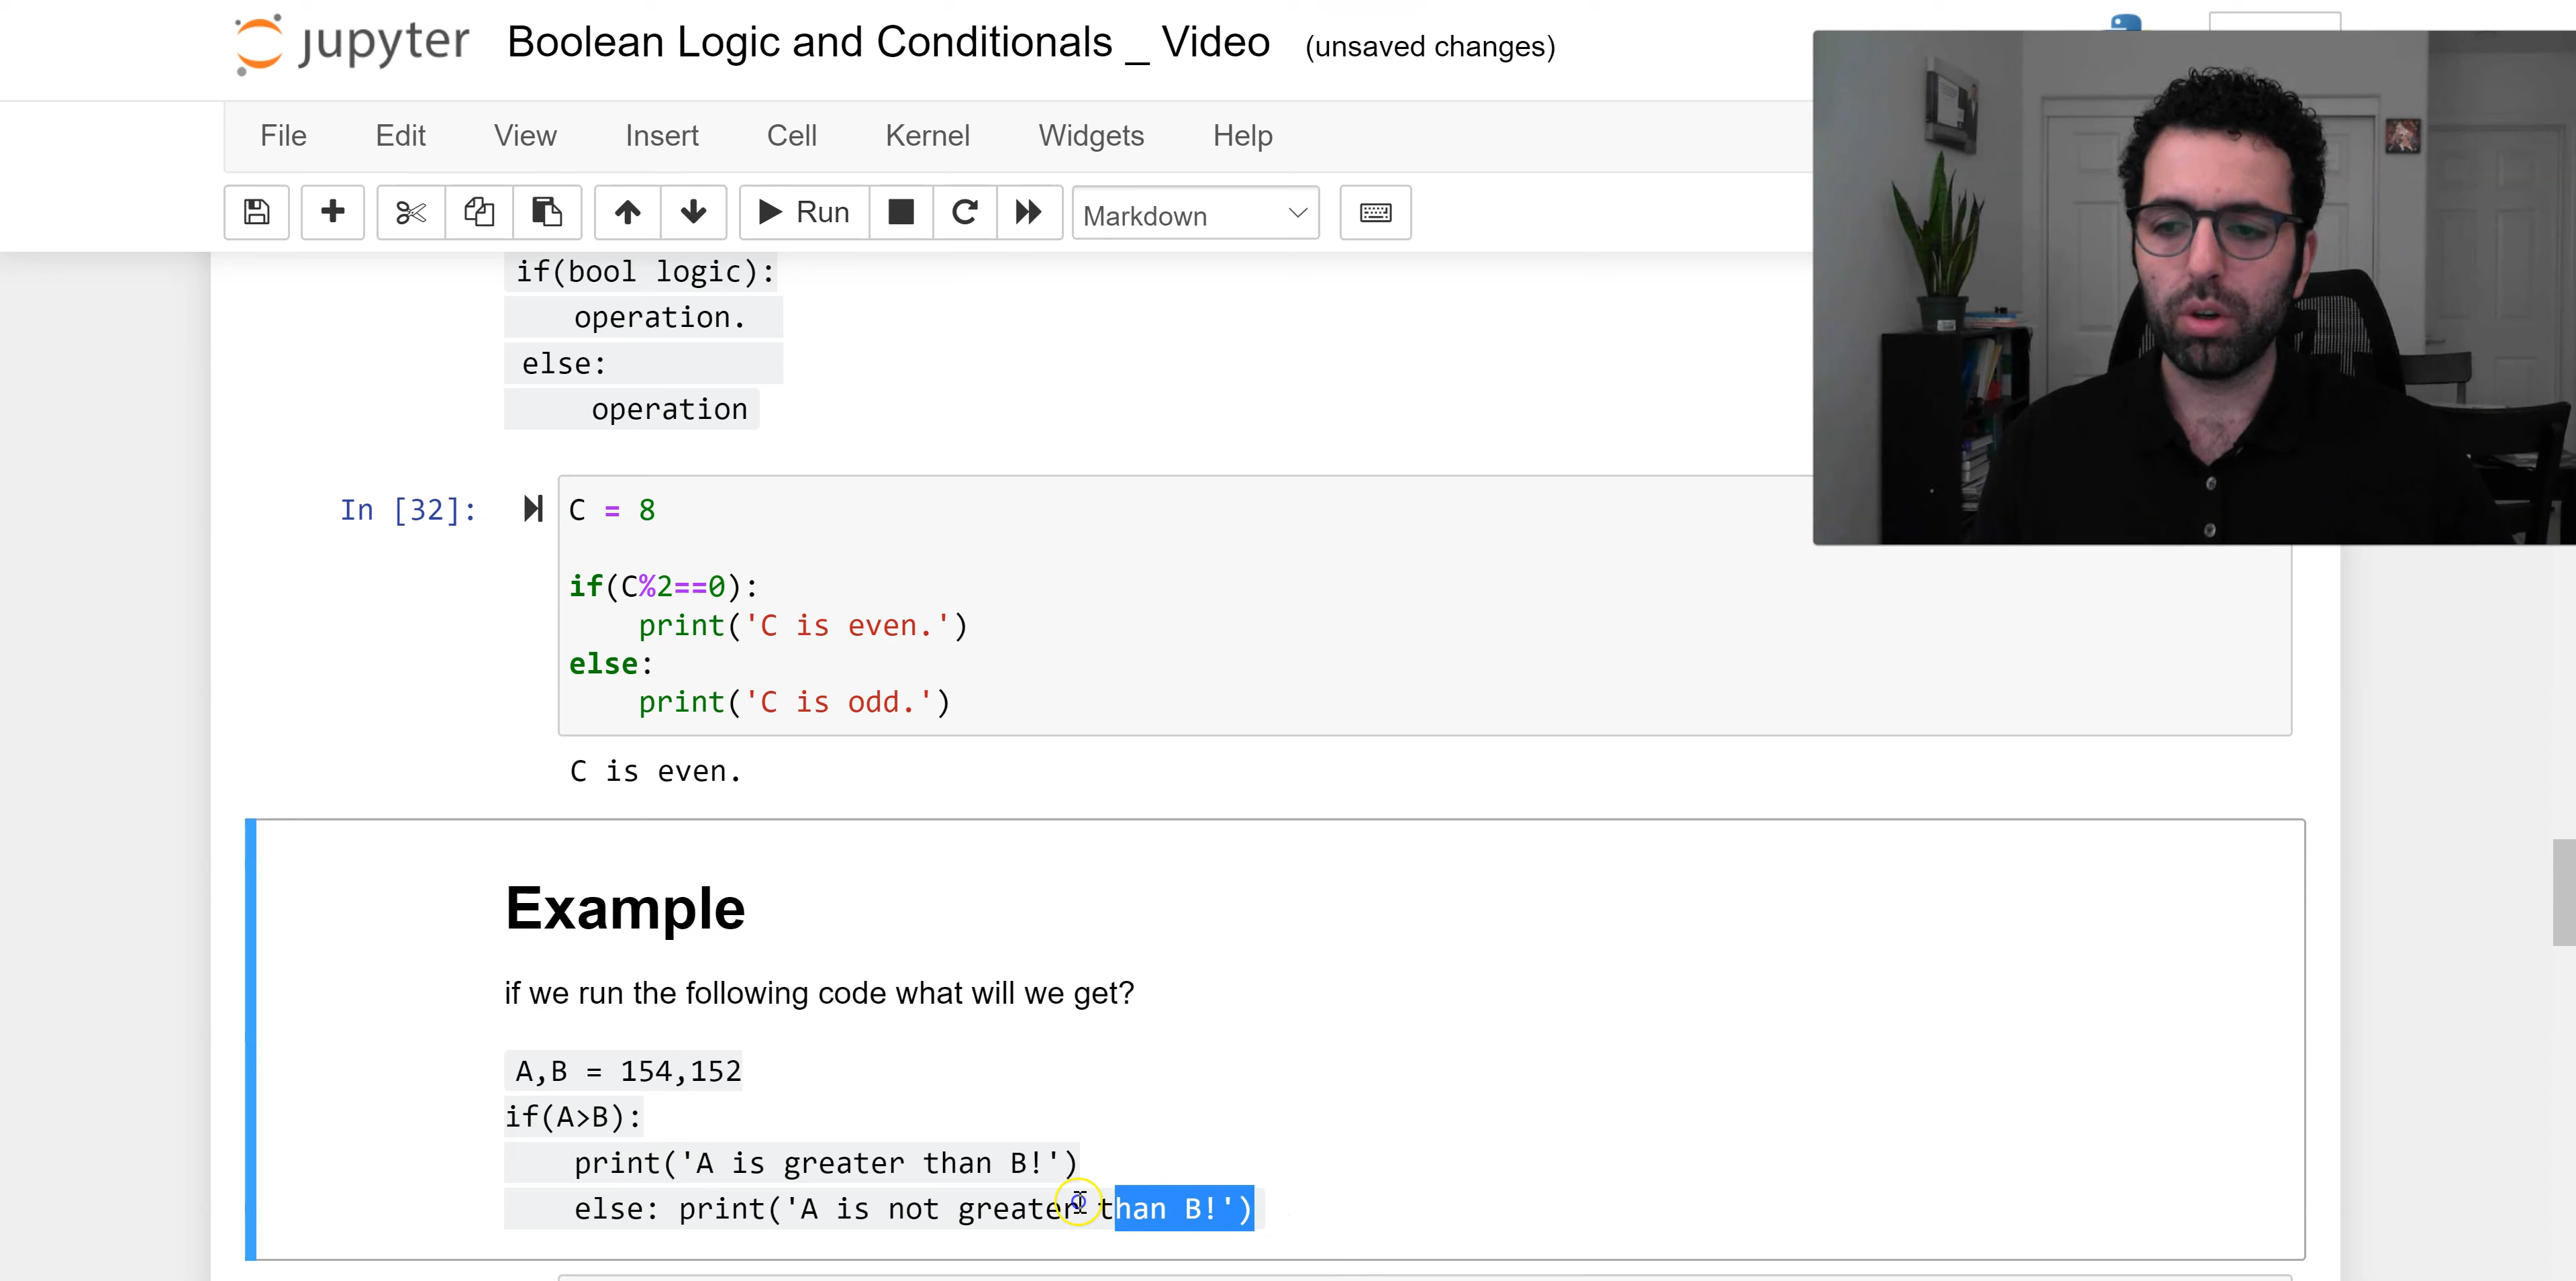 jupyter Boolean Logic and Conditionals _ Video (unsaved changes)
File Edit View Insert Cell Kernel Widgets Help
Run Markdown
if(bool logic):
operation.
else:
operation
In [32]: C = 8
if(C%2==0):
print('C is even.')
else:
print('C is odd.')
C is even.
Example
if we run the following code what will we get?
A,B = 154,152
if(A>B):
print('A is greater than B!')
else: print('A is not greater than B!')